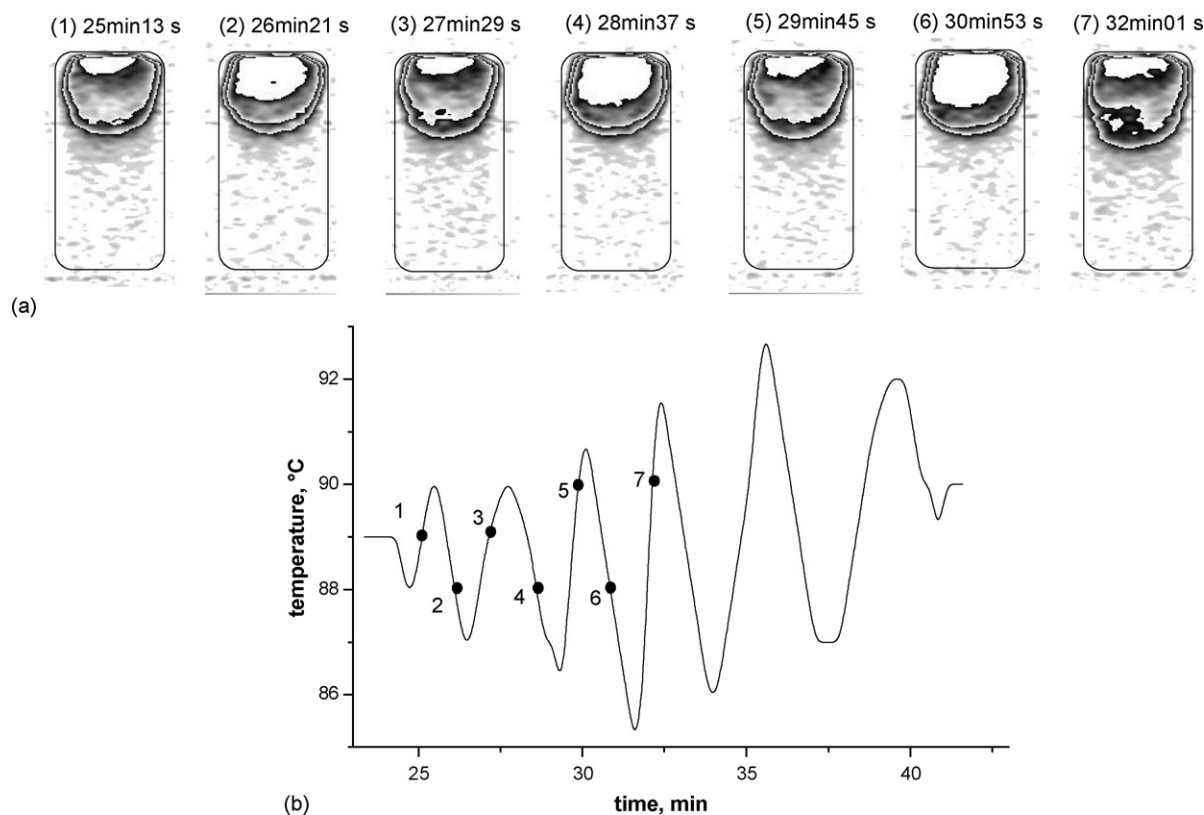 (1) 25min13 s (2) 26min21 s (3) 27min29 s (4) 28min37 s (5) 29min45 s (6) 30min53 s (7) 32min01 s
(a)
92
90
88
86
temperature, °C
1
2
3
4
5
6
7
25 30 35 40
(b) time, min